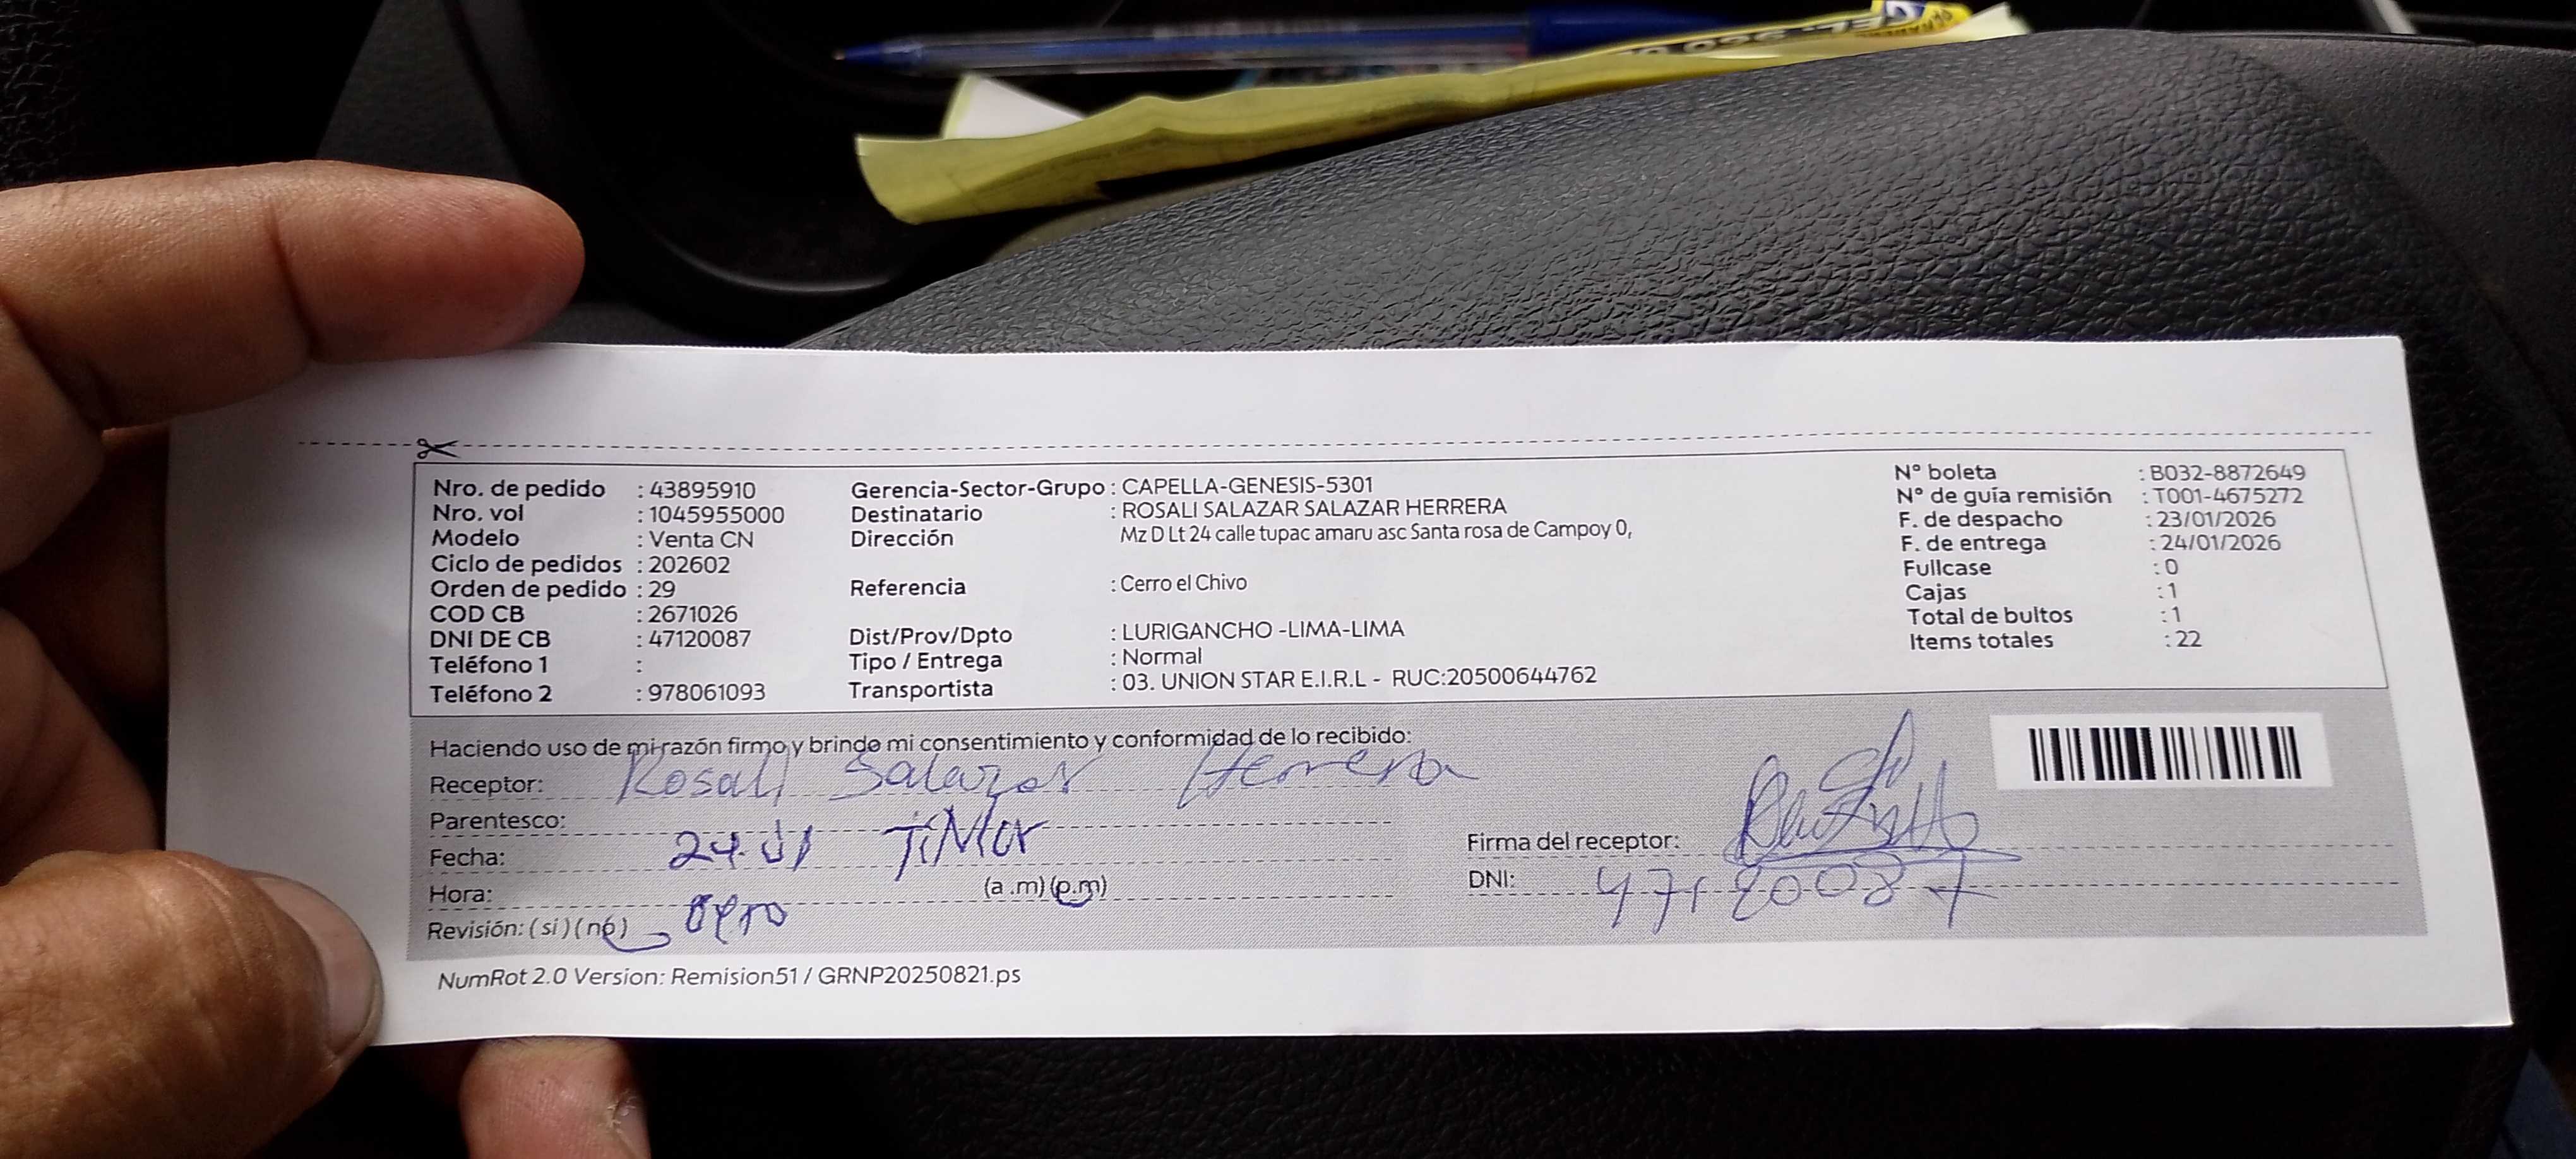 Nro. de pedido : 43895910 Gerencia-Sector-Grupo : CAPELLA-GENESIS-5301 N° boleta : B032-8872649
Nro. vol : 1045955000 Destinatario : ROSALI SALAZAR SALAZAR HERRERA N° de guía remisión : T001-4675272
Modelo : Venta CN Dirección Mz D Lt 24 calle tupac amaru asc Santa rosa de Campoy 0, F. de despacho : 23/01/2026
Ciclo de pedidos : 202602 F. de entrega : 24/01/2026
Orden de pedido : 29 Referencia : Cerro el Chivo Fullcase : 0
COD CB : 2671026 Cajas : 1
DNI DE CB : 47120087 Dist/Prov/Dpto : LURIGANCHO -LIMA-LIMA Total de bultos : 1
Teléfono 1 : Tipo / Entrega : Normal Items totales : 22
Teléfono 2 : 978061093 Transportista : 03. UNION STAR E.I.R.L - RUC:20500644762
Haciendo uso de mi razón firmo y brindo mi consentimiento y conformidad de lo recibido:
Receptor: Rosali Salazar Herrera
Parentesco:
Fecha: 24.01
Firma del receptor:
Hora: (a .m) (p.m)
DNI: 47120087
Revisión: ( si ) ( no )
NumRot 2.0 Version: Remision51 / GRNP20250821.ps